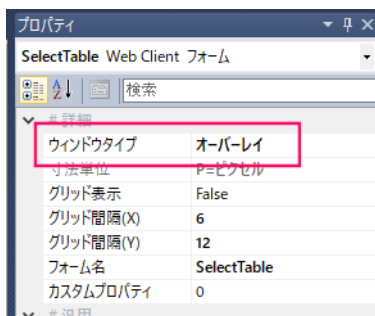 プロパティ
SelectTable Web Client フォーム
検索
# 詳細
ウィンドウタイプ オーバーレイ
寸法単位 P=ピクセル
グリッド表示 False
グリッド間隔(X) 6
グリッド間隔(Y) 12
フォーム名 SelectTable
カスタムプロパティ 0
# 汎用